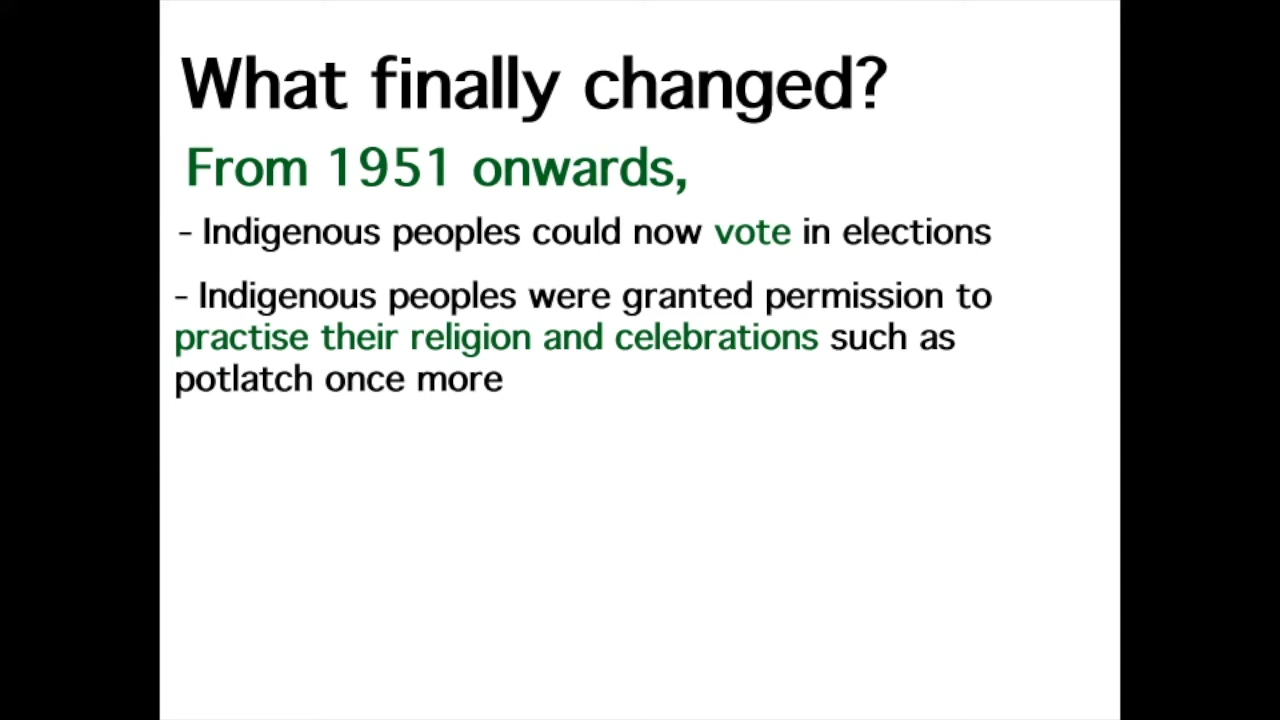 What finally changed?
From 1951 onwards,
- Indigenous peoples could now vote in elections
- Indigenous peoples were granted permission to
practise their religion and celebrations such as
potlatch once more